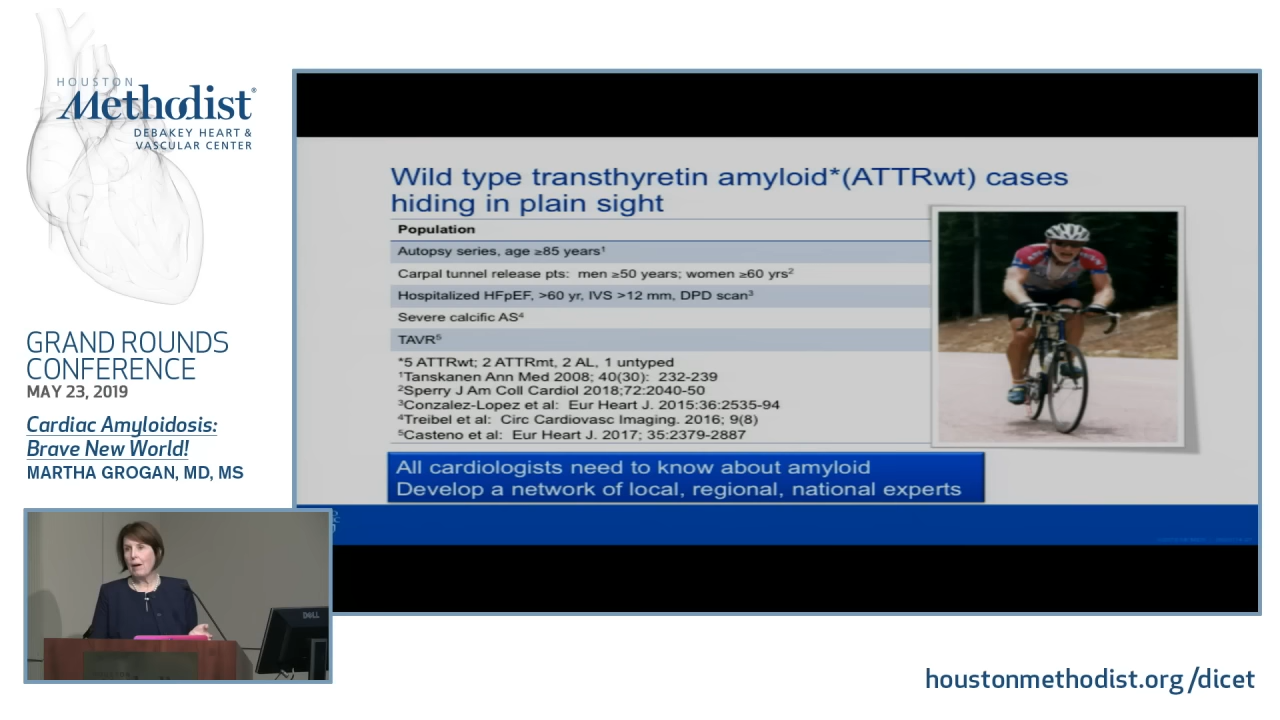 HOUSTON
Methodist®
DEBAKEY HEART &
VASCULAR CENTER
GRAND ROUNDS
CONFERENCE
MAY 23, 2019
Cardiac Amyloidosis:
Brave New World!
MARTHA GROGAN, MD, MS
Wild type transthyretin amyloid*(ATTRwt) cases
hiding in plain sight
Population
Autopsy series, age ≥85 years¹
Carpal tunnel release pts: men ≥50 years; women ≥60 yrs²
Hospitalized HFpEF, >60 yr, IVS >12 mm, DPD scan³
Severe calcific AS⁴
TAVR⁵
*5 ATTRwt; 2 ATTRmt, 2 AL, 1 untyped
¹Tanskanen Ann Med 2008; 40(30): 232-239
²Sperry J Am Coll Cardiol 2018;72:2040-50
³Conzalez-Lopez et al: Eur Heart J. 2015:36:2535-94
⁴Treibel et al: Circ Cardiovasc Imaging. 2016; 9(8)
⁵Casteno et al: Eur Heart J. 2017; 35:2379-2887
All cardiologists need to know about amyloid
Develop a network of local, regional, national experts
DELL
houstonmethodist.org/dicet